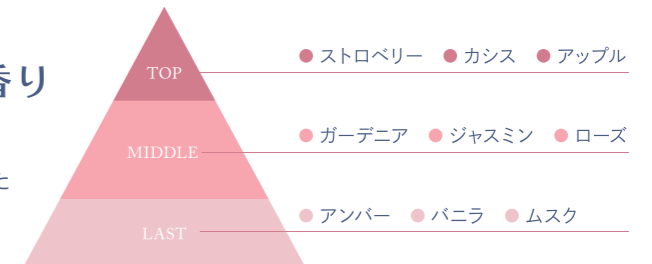 香り
た
TOP
● ストロベリー ● カシス ● アップル
MIDDLE
● ガーデニア ● ジャスミン ● ローズ
LAST
● アンバー ● バニラ ● ムスク